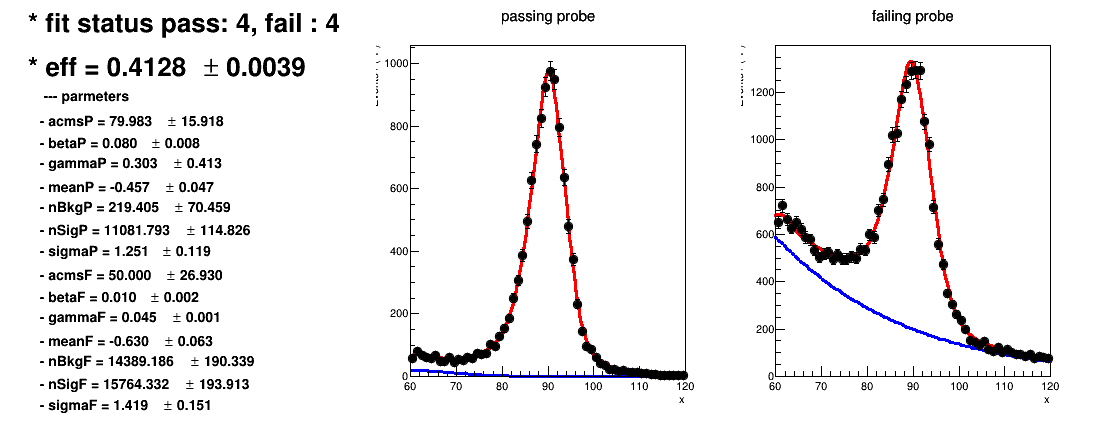 * fit status pass: 4, fail : 4
* eff = 0.4128 ± 0.0039
--- parmeters
- acmsP = 79.983 ± 15.918
- betaP = 0.080 ± 0.008
- gammaP = 0.303 ± 0.413
- meanP = -0.457 ± 0.047
- nBkgP = 219.405 ± 70.459
- nSigP = 11081.793 ± 114.826
- sigmaP = 1.251 ± 0.119
- acmsF = 50.000 ± 26.930
- betaF = 0.010 ± 0.002
- gammaF = 0.045 ± 0.001
- meanF = -0.630 ± 0.063
- nBkgF = 14389.186 ± 190.339
- nSigF = 15764.332 ± 193.913
- sigmaF = 1.419 ± 0.151
passing probe
1000
800
600
400
200
0
60 70 80 90 100 110 120
x
failing probe
1200
1000
800
600
400
200
0
60 70 80 90 100 110 120
x